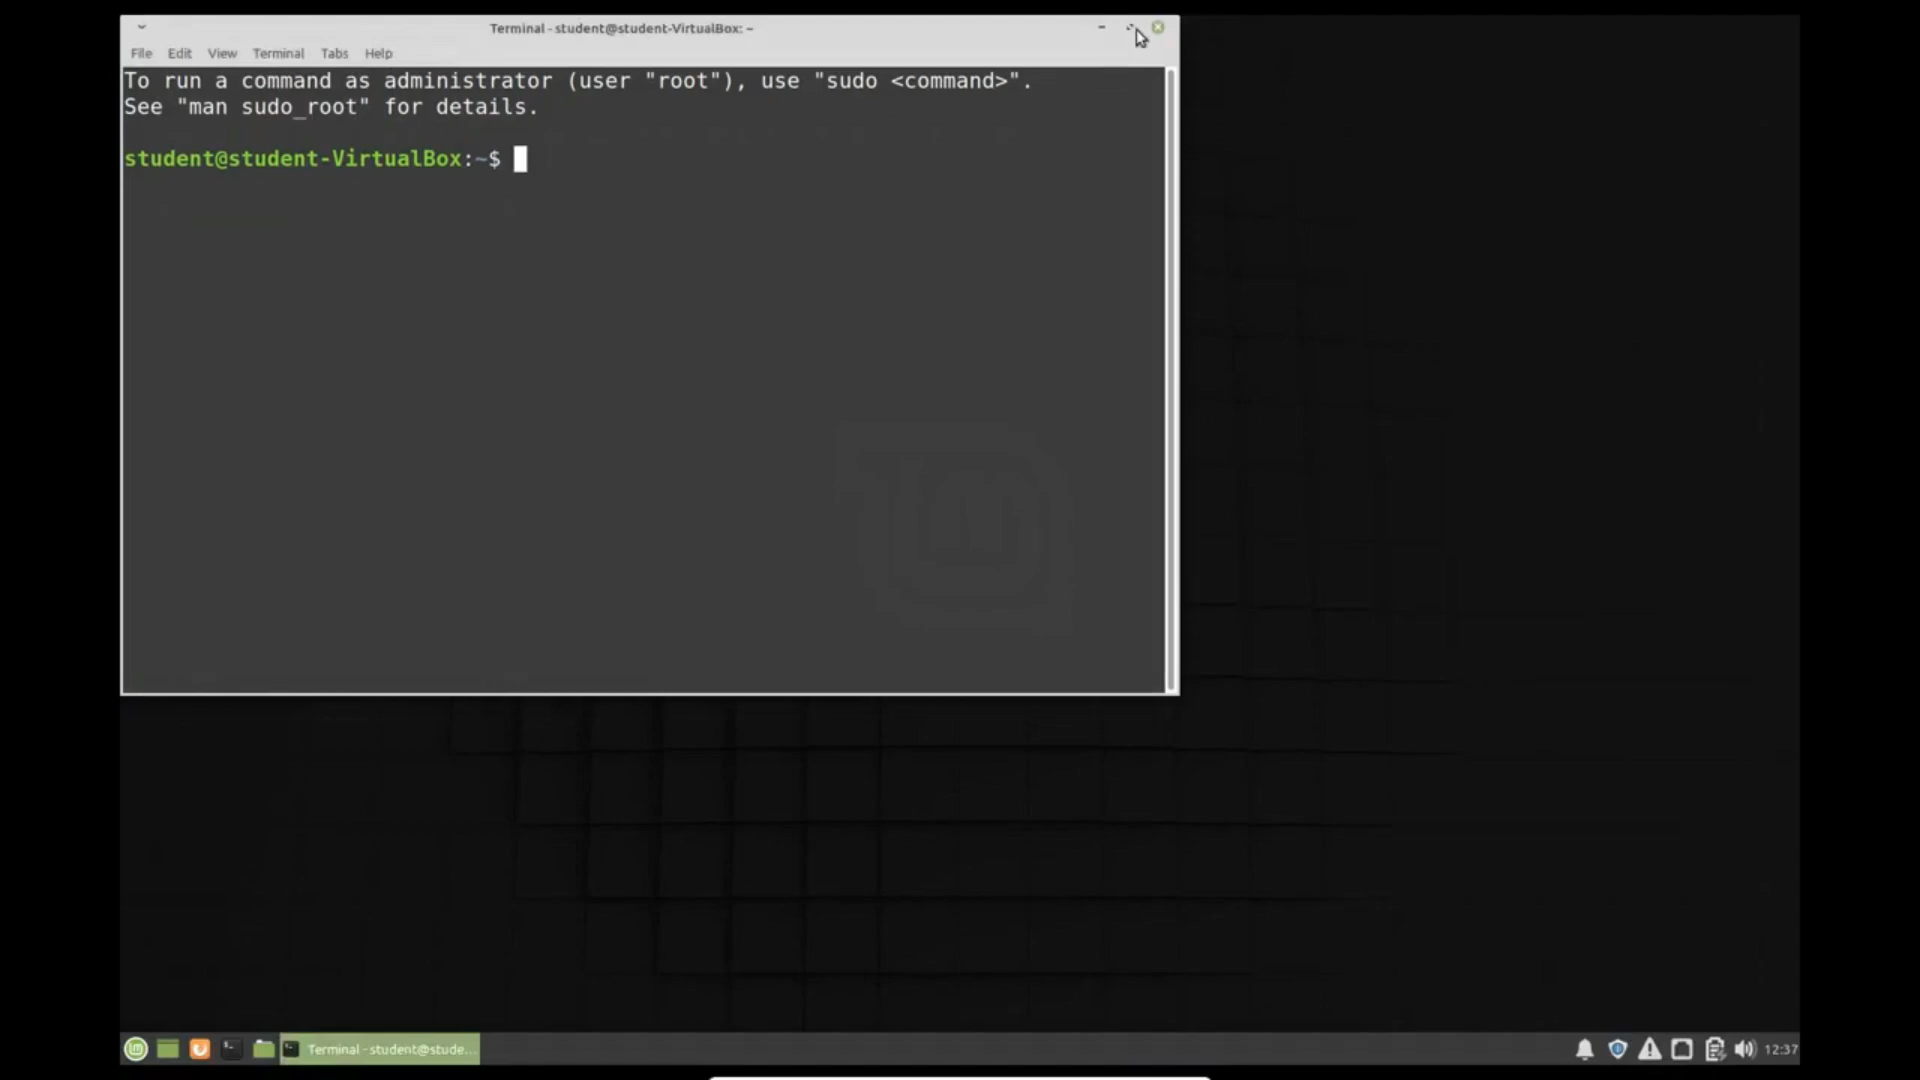 Terminal - student@student-VirtualBox: ~
File Edit View Terminal Tabs Help
To run a command as administrator (user "root"), use "sudo <command>".
See "man sudo_root" for details.
student@student-VirtualBox:~$
Terminal - student@stude...
12:37